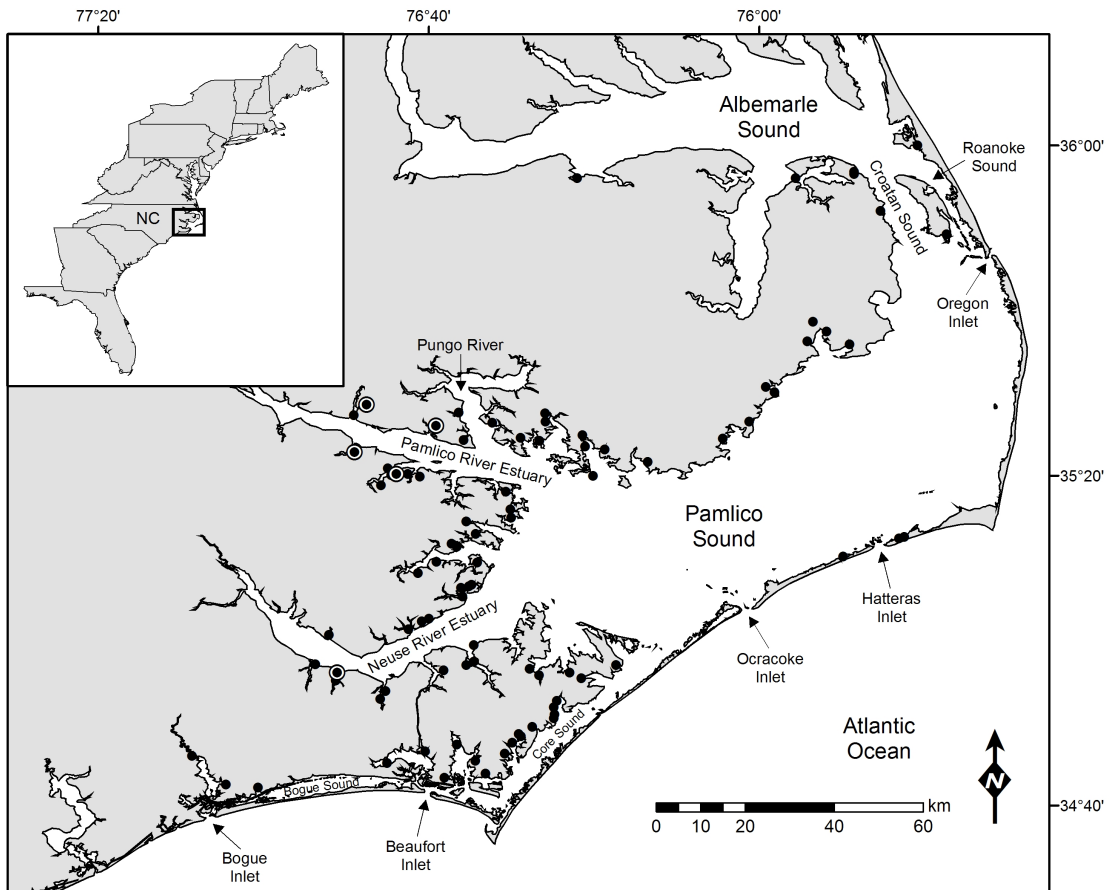 77°20'
76°40'
76°00'
NC
Albemarle
Sound
Roanoke
Sound
36°00'
Croatan Sound
Oregon
Inlet
Pungo River
Pamlico River Estuary
35°20'
Pamlico
Sound
Hatteras
Inlet
Neuse River Estuary
Ocracoke
Inlet
Core Sound
Atlantic
Ocean
Bogue Sound
N
km
0 10 20 40 60
34°40'
Beaufort
Inlet
Bogue
Inlet